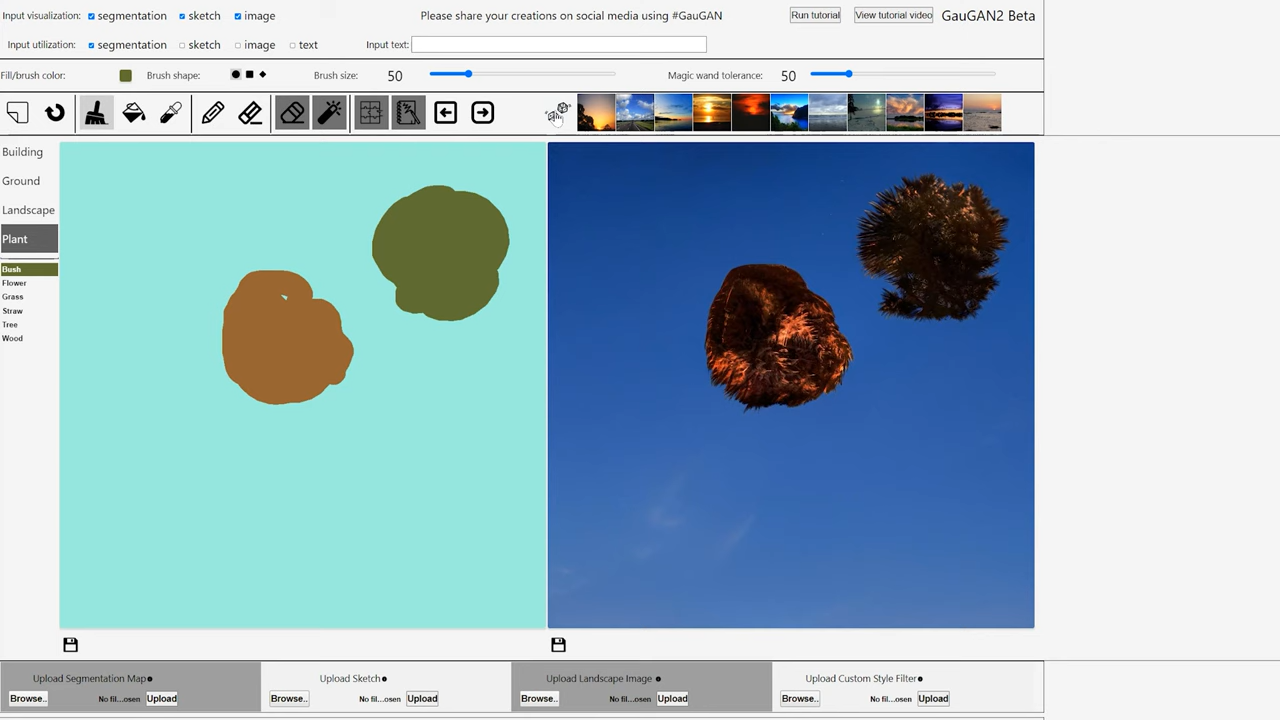 Input visualization: segmentation sketch image Please share your creations on social media using #GauGAN Run tutorial View tutorial video GauGAN2 Beta
Input utilization: segmentation sketch image text Input text:
Fill/brush color: Brush shape: Brush size: 50 Magic wand tolerance: 50
Building
Ground
Landscape
Plant
Bush
Flower
Grass
Straw
Tree
Wood
Upload Segmentation Map Upload Sketch Upload Landscape Image Upload Custom Style Filter
Browse.. No fil...osen Upload Browse.. No fil...osen Upload Browse.. No fil...osen Upload Browse.. No fil...osen Upload